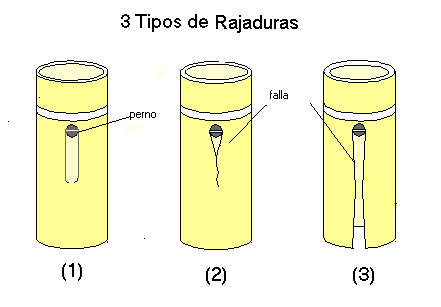 3 Tipos de Rajaduras
perno
falla
(1)
(2)
(3)